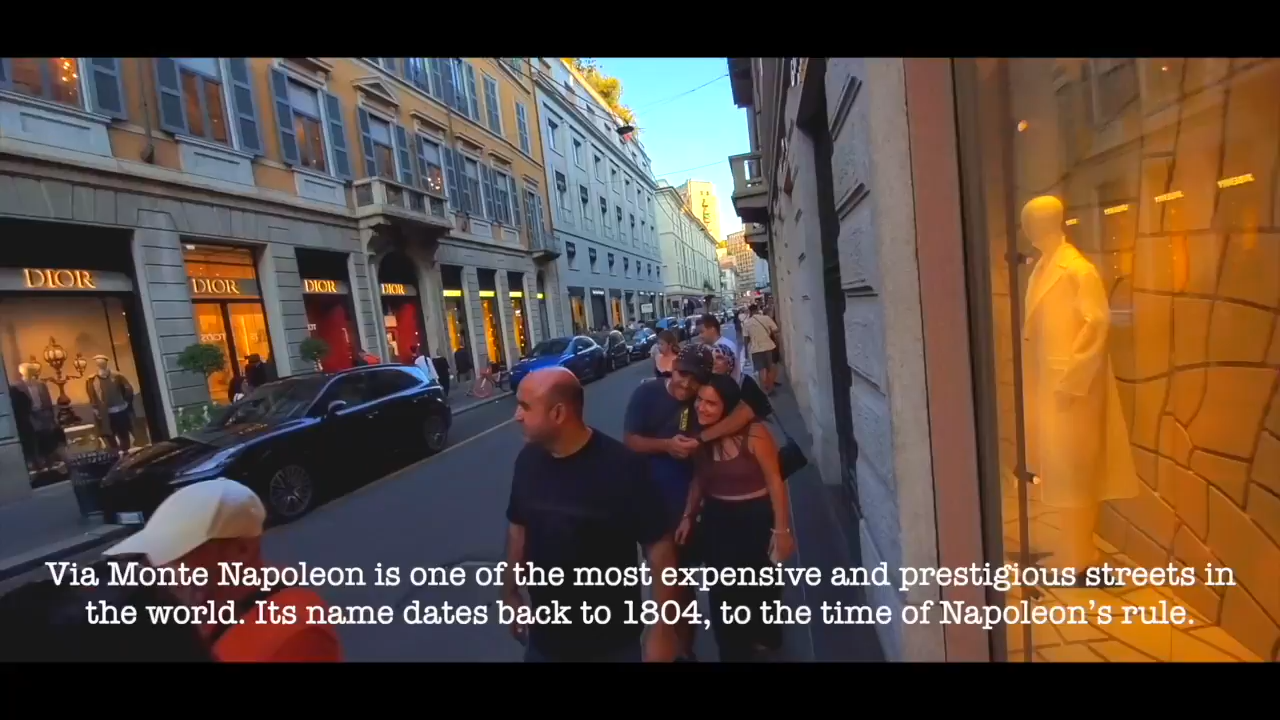 DIOR
DIOR
DIOR
DIOR
Via Monte Napoleon is one of the most expensive and prestigious streets in
the world. Its name dates back to 1804, to the time of Napoleon's rule.